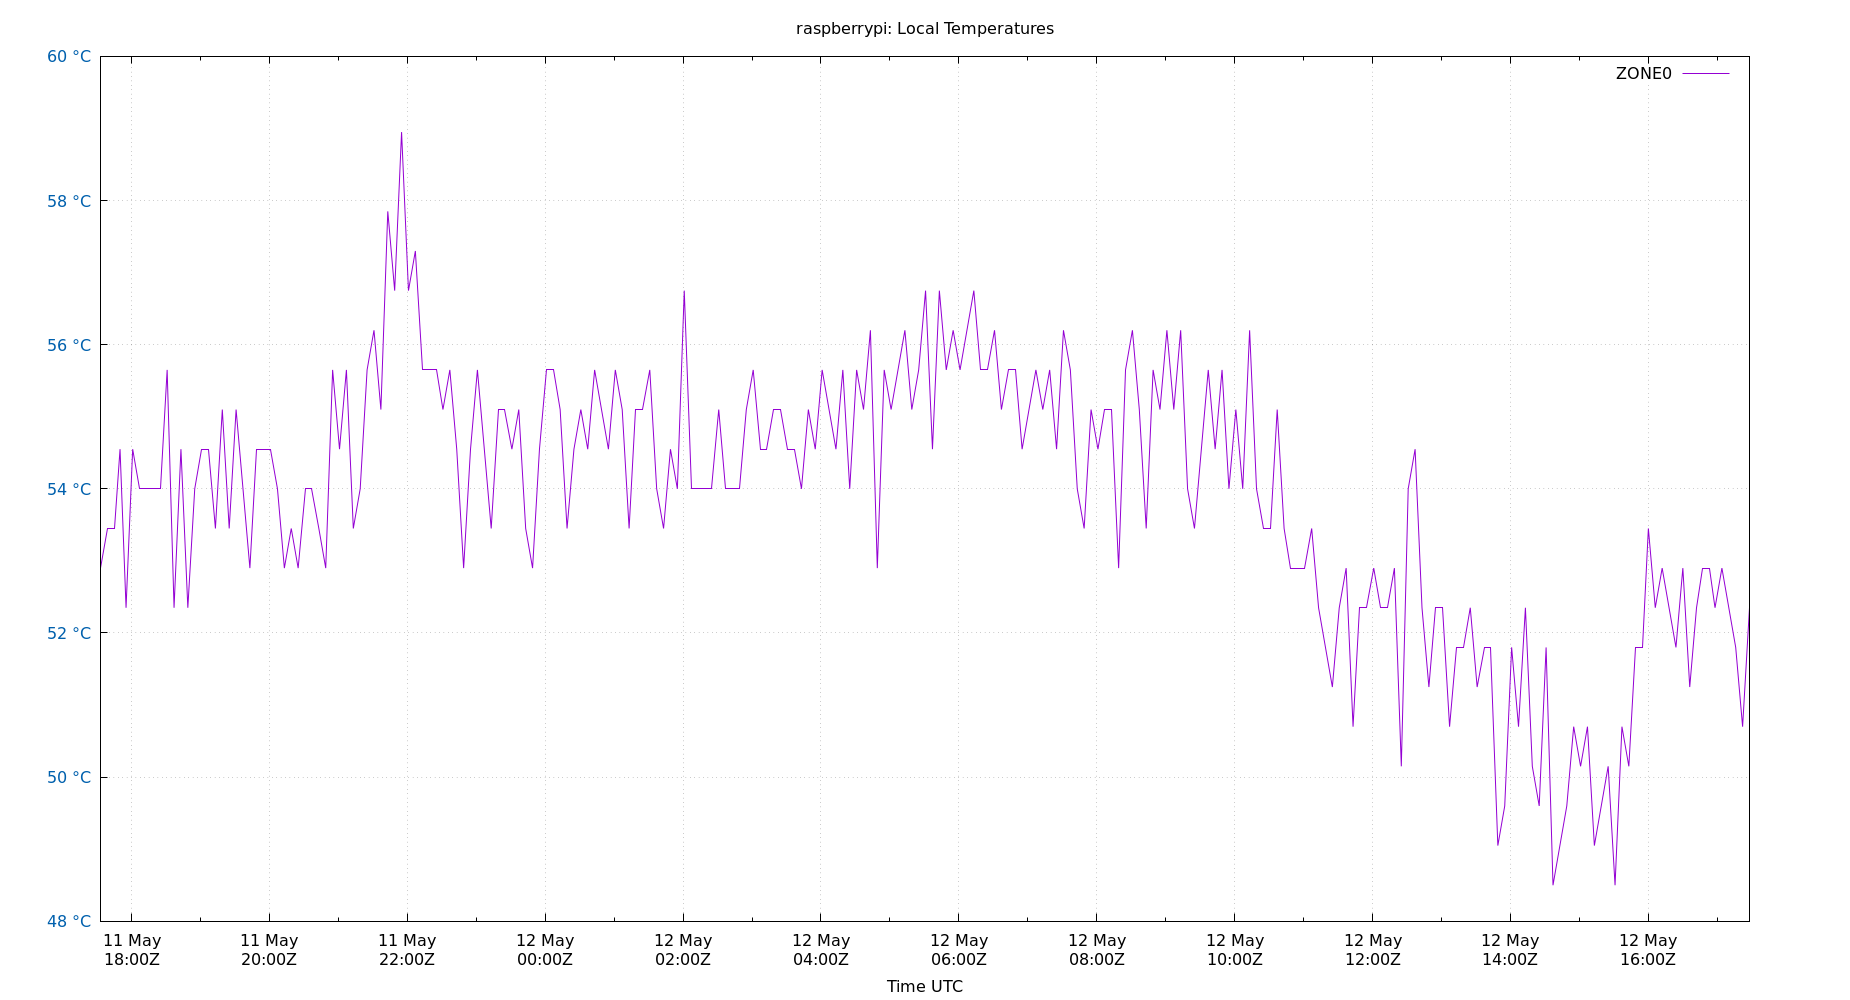 raspberrypi: Local Temperatures
60 °C
ZONE0
58 °C
56 °C
54 °C
52 °C
50 °C
48 °C
11 May 11 May 11 May 12 May 12 May 12 May 12 May 12 May 12 May 12 May 12 May 12 May
18:00Z 20:00Z 22:00Z 00:00Z 02:00Z 04:00Z 06:00Z 08:00Z 10:00Z 12:00Z 14:00Z 16:00Z
Time UTC